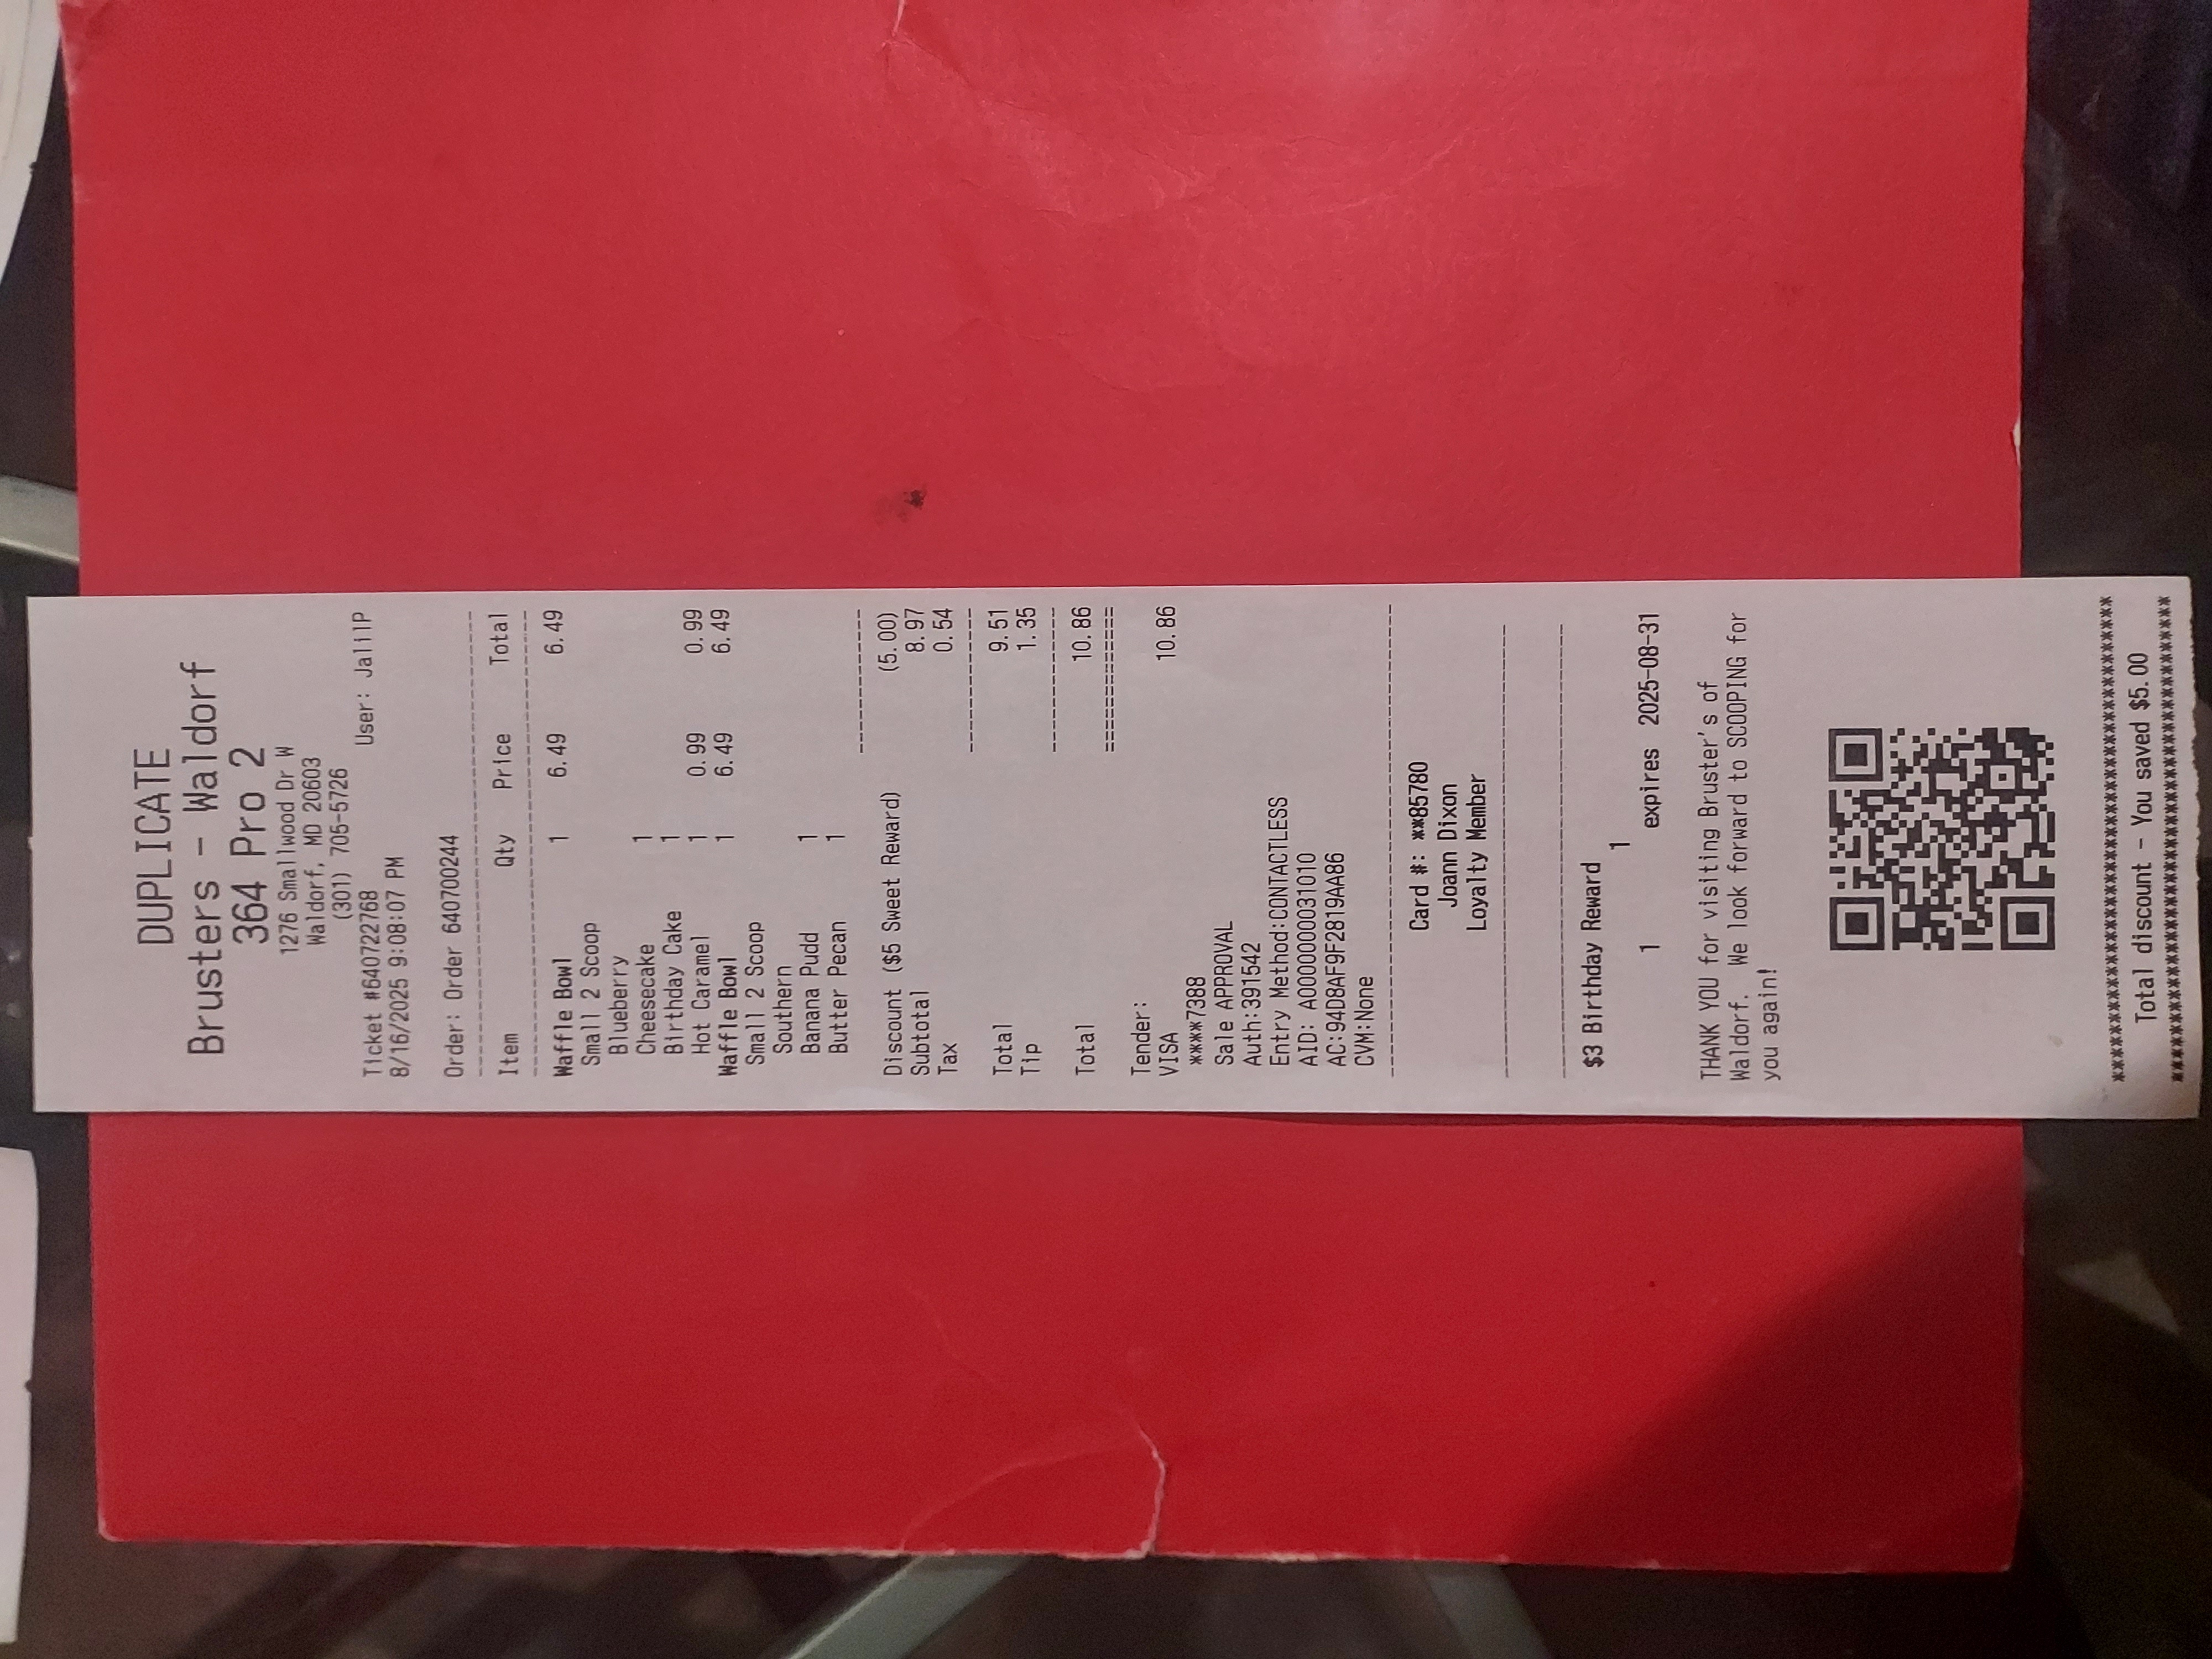 DUPLICATE
Brusters - Waldorf
364 Pro 2
1276 Smallwood Dr W
Waldorf, MD 20603
(301) 705-5726
Ticket #640722768 User: JalilP
8/16/2025 9:08:07 PM
Order: Order 640700244
Item Qty Price Total
Waffle Bowl 1 6.49 6.49
Small 2 Scoop
Blueberry
Cheesecake 1
Birthday Cake 1
Hot Caramel 1 0.99 0.99
Waffle Bowl 1 6.49 6.49
Small 2 Scoop
Southern
Banana Pudd 1
Butter Pecan 1
Discount ($5 Sweet Reward) (5.00)
Subtotal 8.97
Tax 0.54
Total 9.51
Tip 1.35
Total 10.86
Tender:
VISA 10.86
****7388
Sale APPROVAL
Auth:391542
Entry Method:CONTACTLESS
AID: A0000000031010
AC:94D8AF9F2819AA86
CVM:None
Card #: **85780
Joann Dixon
Loyalty Member
$3 Birthday Reward
1
1 expires 2025-08-31
THANK YOU for visiting Bruster's of
Waldorf. We look forward to SCOOPING for
you again!
Total discount - You saved $5.00